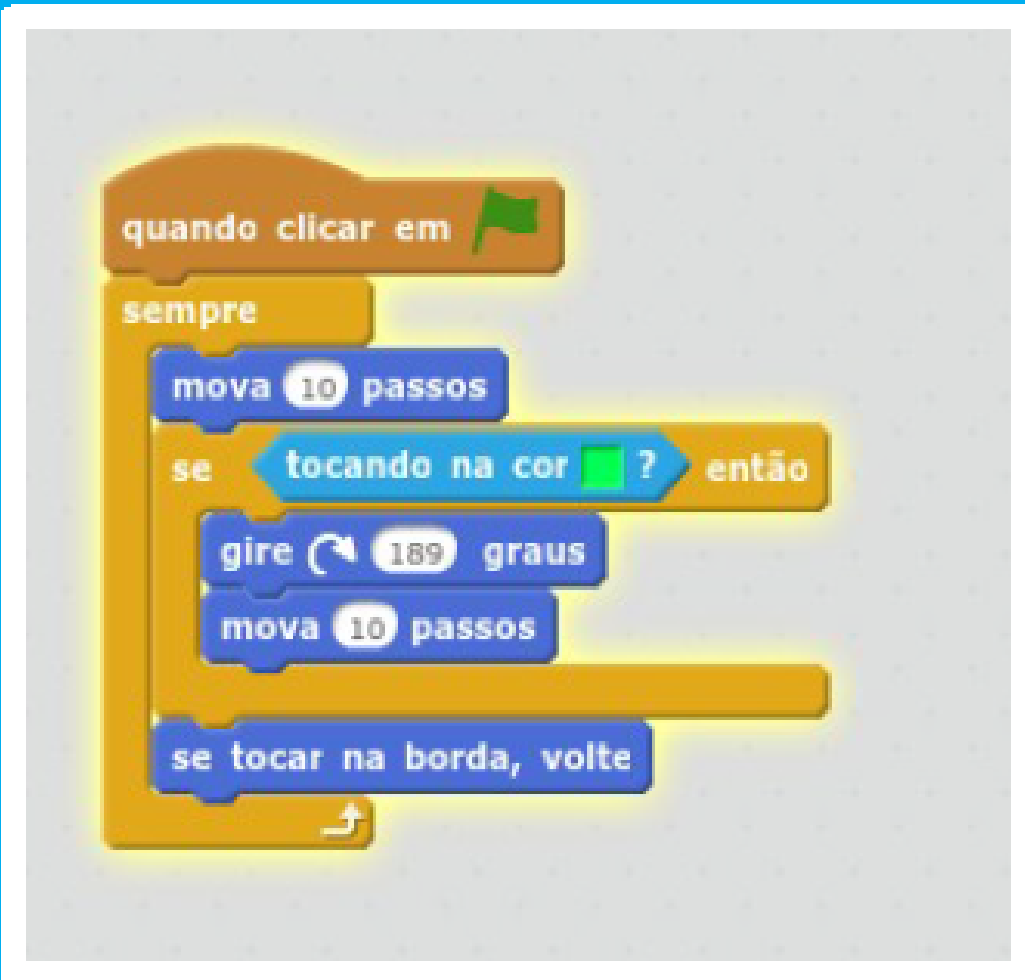 quando clicar em
sempre
mova 10 passos
se tocando na cor ? então
gire 189 graus
mova 10 passos
se tocar na borda, volte